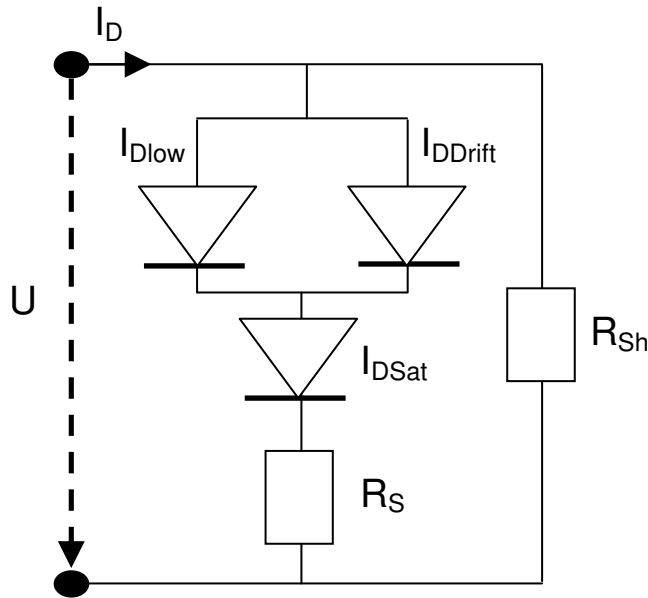 I_D
I_Dlow
I_DDrift
U
R_Sh
I_DSat
R_S